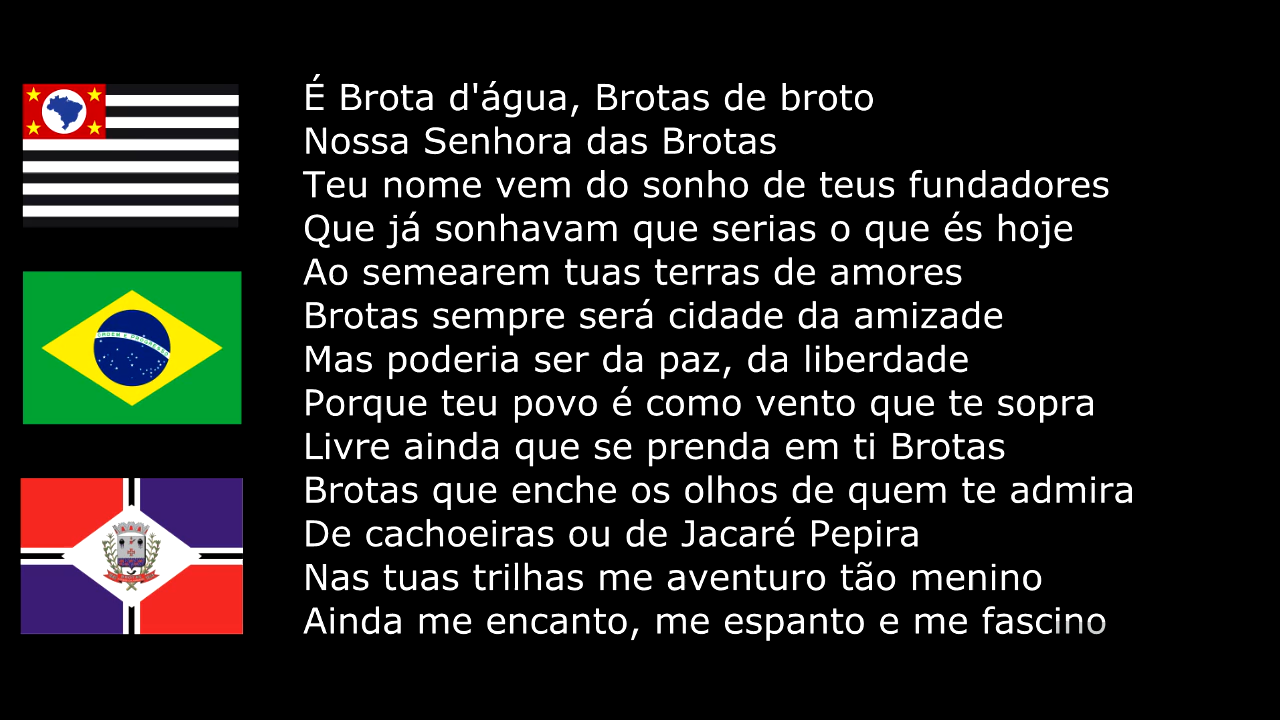 É Brota d'água, Brotas de broto
Nossa Senhora das Brotas
Teu nome vem do sonho de teus fundadores
Que já sonhavam que serias o que és hoje
Ao semearem tuas terras de amores
Brotas sempre será cidade da amizade
Mas poderia ser da paz, da liberdade
Porque teu povo é como vento que te sopra
Livre ainda que se prenda em ti Brotas
Brotas que enche os olhos de quem te admira
De cachoeiras ou de Jacaré Pepira
Nas tuas trilhas me aventuro tão menino
Ainda me encanto, me espanto e me fascino